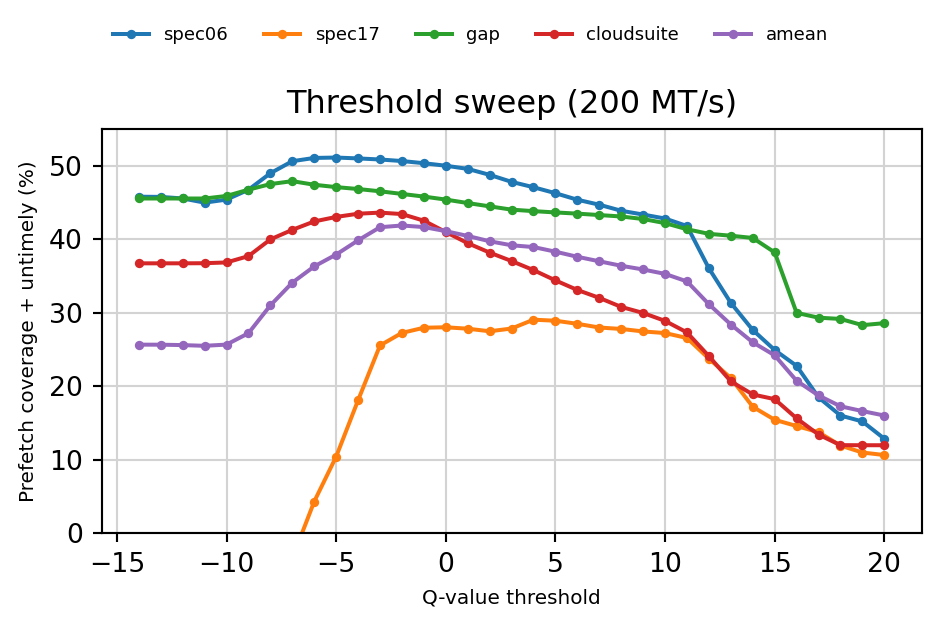 spec06 spec17 gap cloudsuite amean
Threshold sweep (200 MT/s)
Prefetch coverage + untimely (%)
50
40
30
20
10
0
−15 −10 −5 0 5 10 15 20
Q-value threshold